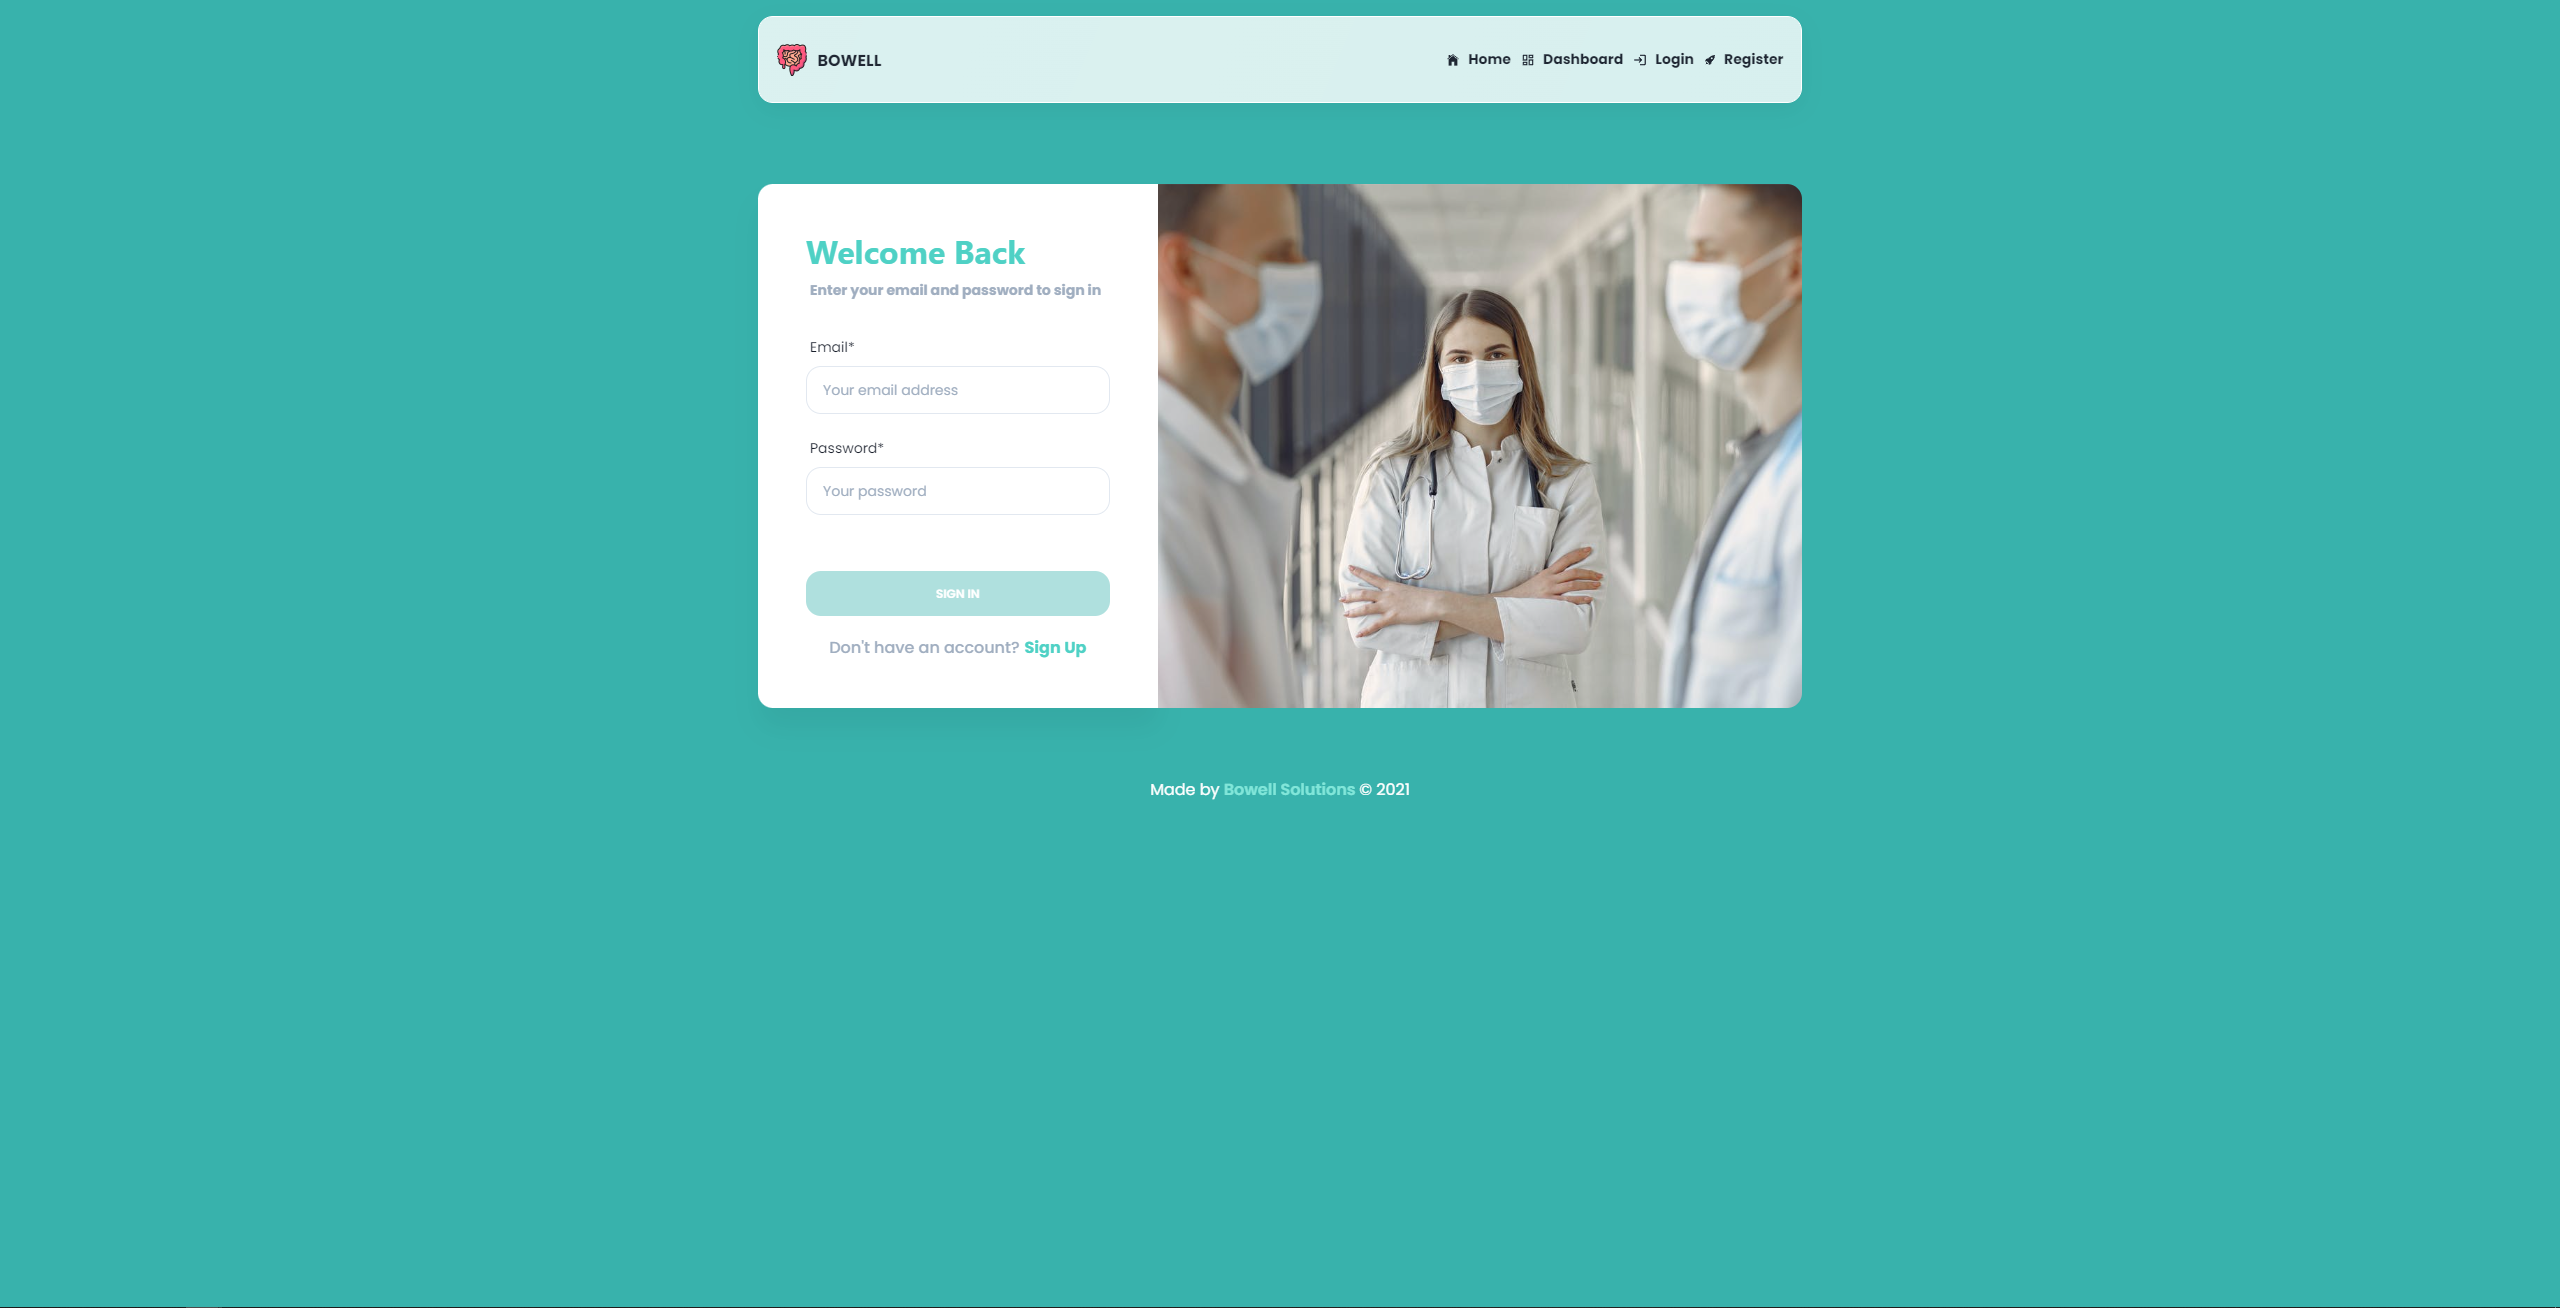 BOWELL
Home Dashboard Login Register
Welcome Back
Enter your email and password to sign in
Email*
Your email address
Password*
Your password
SIGN IN
Don't have an account? Sign Up
Made by Bowell Solutions © 2021